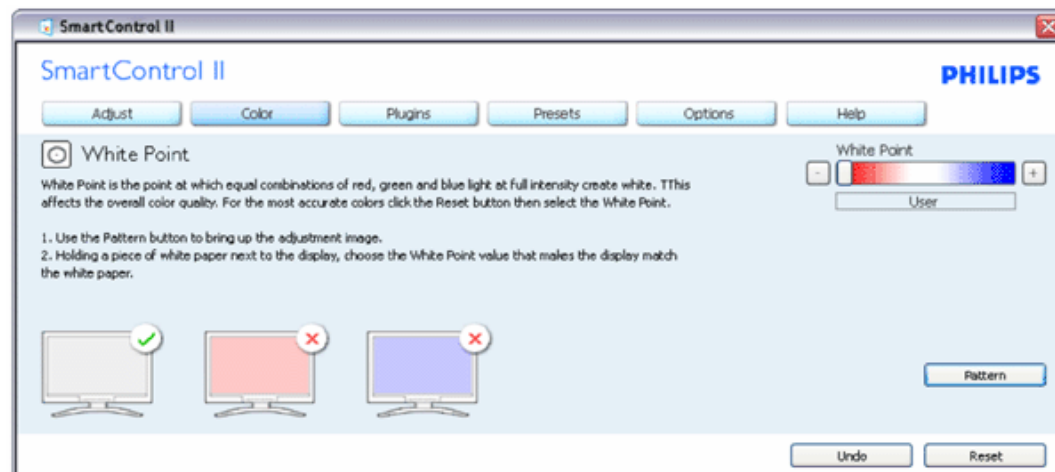 SmartControl II
SmartControl II
PHILIPS
Adjust
Color
Plugins
Presets
Options
Help
White Point
White Point is the point at which equal combinations of red, green and blue light at full intensity create white. TThis
affects the overall color quality. For the most accurate colors click the Reset button then select the White Point.
1. Use the Pattern button to bring up the adjustment image.
2. Holding a piece of white paper next to the display, choose the White Point value that makes the display match
the white paper.
White Point
- +
User
Pattern
Undo
Reset